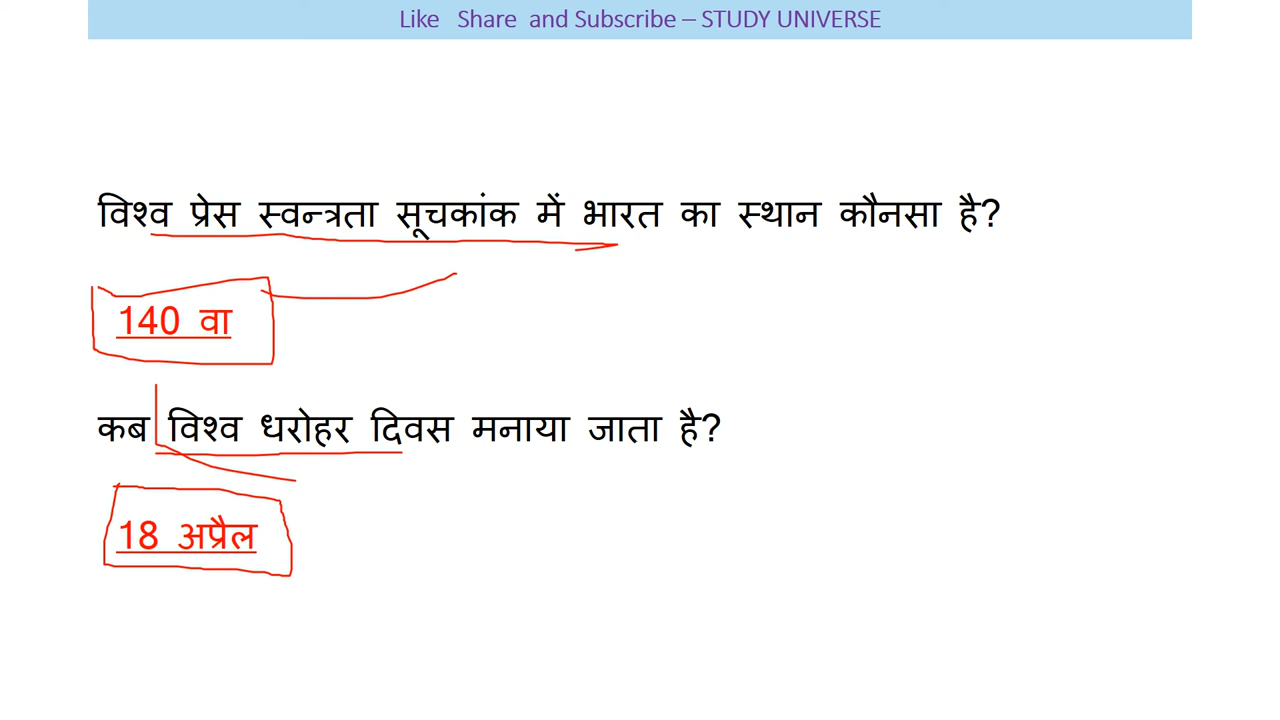 Like Share and Subscribe – STUDY UNIVERSE
विश्व प्रेस स्वन्त्रता सूचकांक में भारत का स्थान कौनसा है?
140 वा
कब विश्व धरोहर दिवस मनाया जाता है?
18 अप्रैल